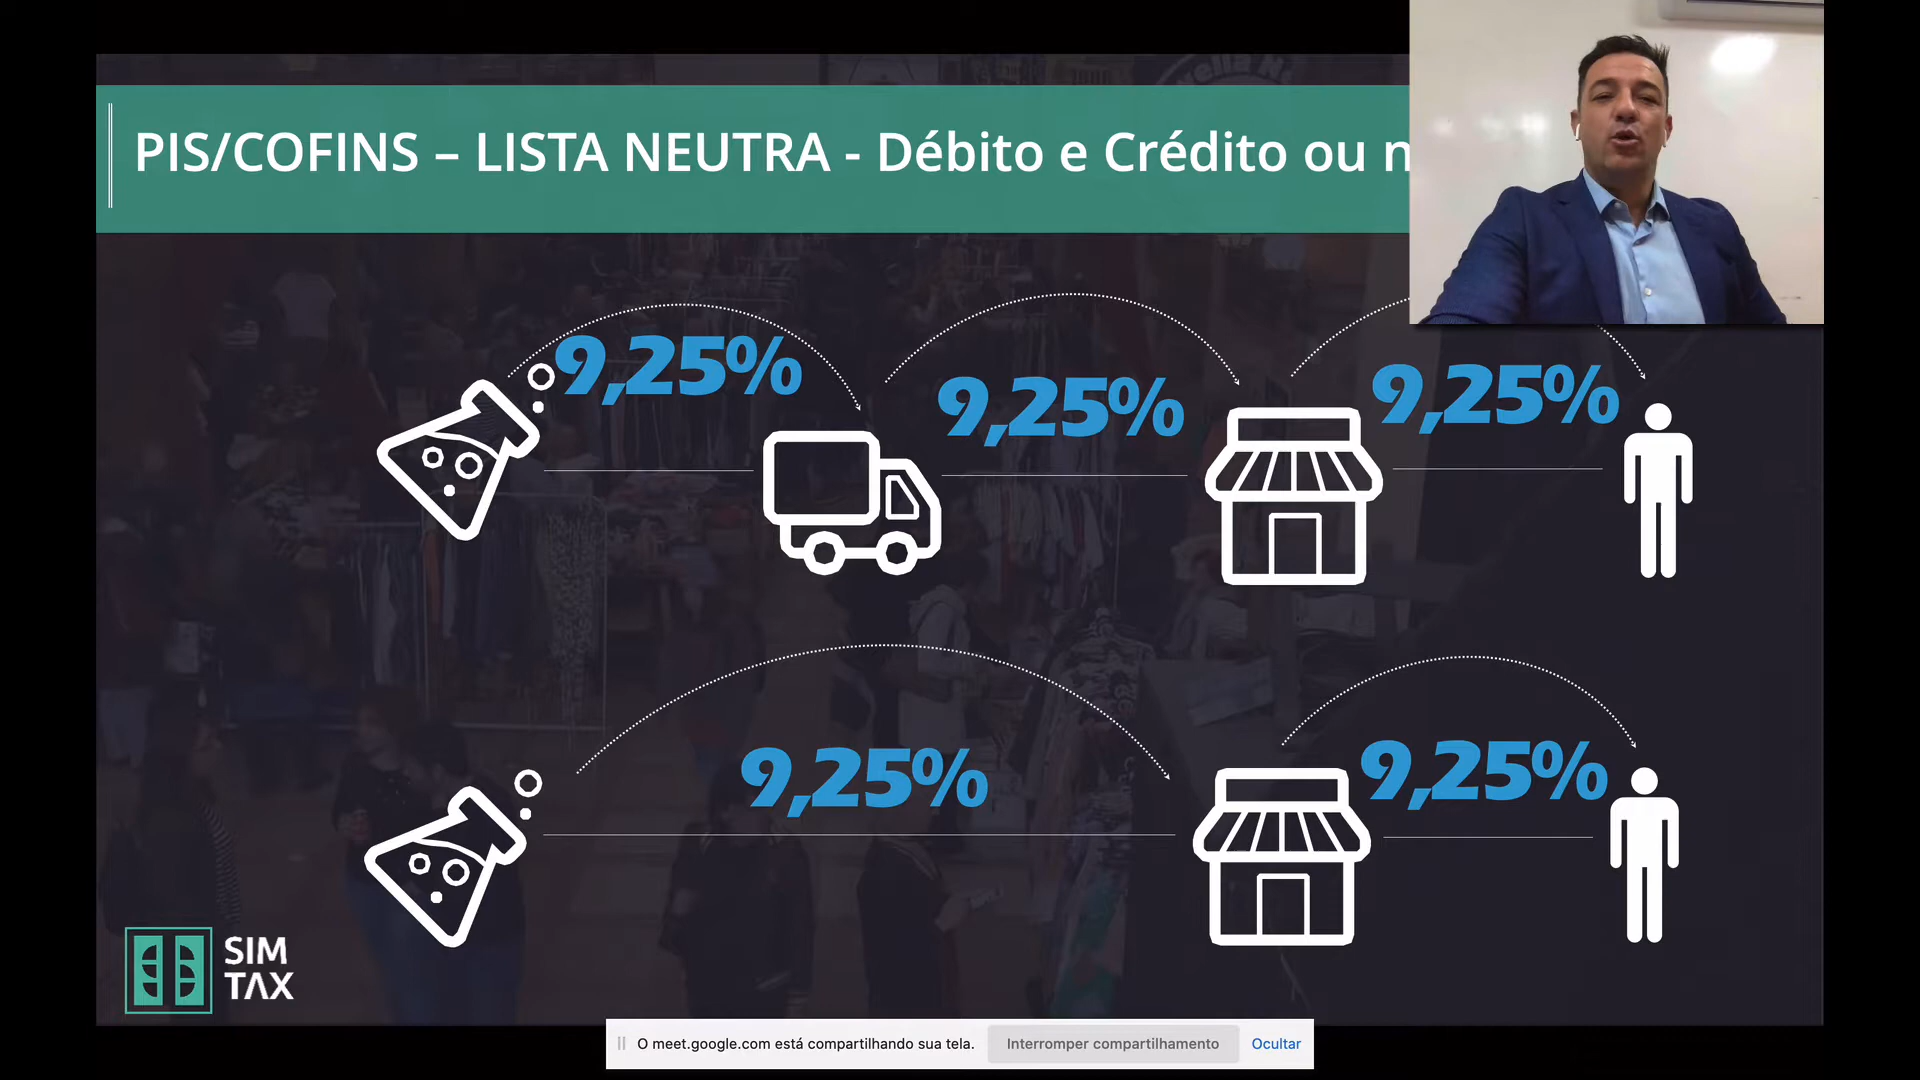 PIS/COFINS – LISTA NEUTRA - Débito e Crédito ou
9,25%
9,25%
9,25%
9,25%
9,25%
SIM
TAX
O meet.google.com está compartilhando sua tela.
Interromper compartilhamento
Ocultar